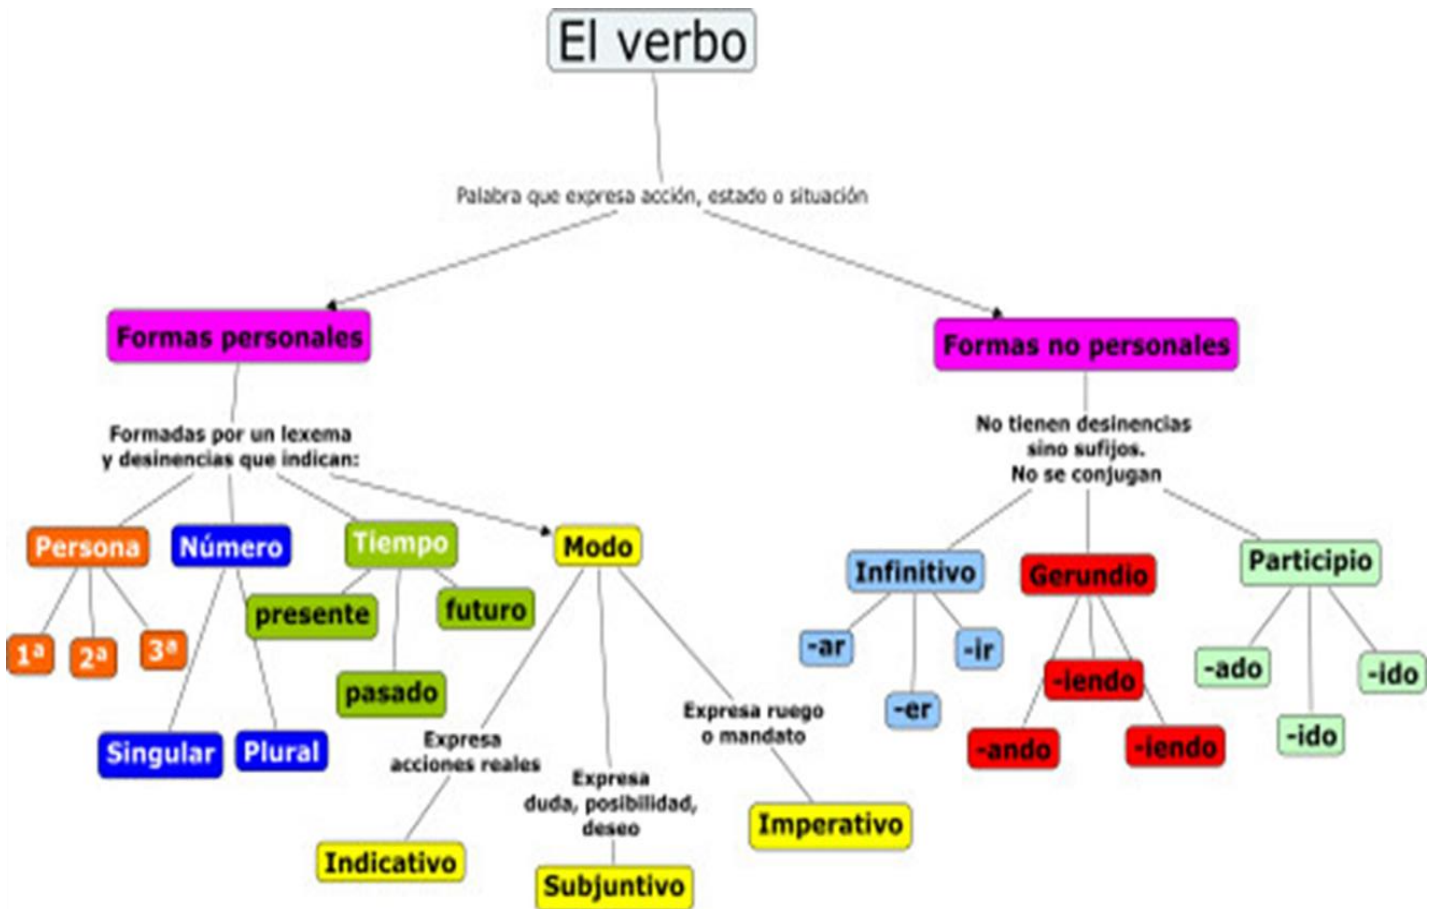 El verbo
Palabra que expresa acción, estado o situación
Formas personales
Formas no personales
Formadas por un lexema
y desinencias que indican:
No tienen desinencias
sino sufijos.
No se conjugan
Persona
Número
Tiempo
Modo
Infinitivo
Gerundio
Participio
1ª
2ª
3ª
Singular
Plural
presente
pasado
futuro
Expresa
acciones reales
Indicativo
Expresa
duda, posibilidad,
deseo
Subjuntivo
Expresa ruego
o mandato
Imperativo
-ar
-er
-ir
-ando
-iendo
-iendo
-ado
-ido
-ido